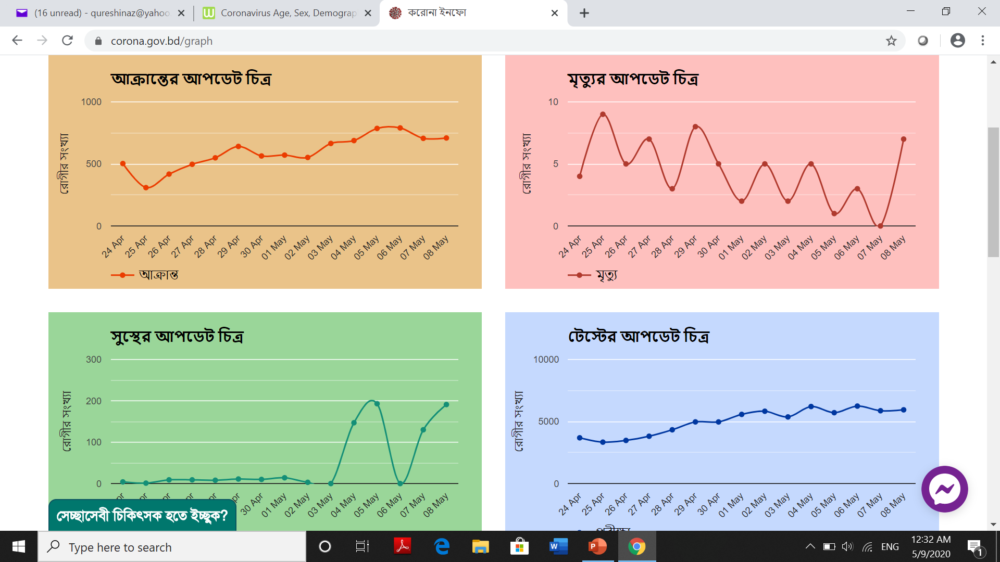 (16 unread) - qureshinaz@yahoo
Coronavirus Age, Sex, Demograp
করোনা ইনফো
corona.gov.bd/graph
আক্রান্তের আপডেট চিত্র
1000
500
0
রোগীর সংখ্যা
24 Apr
25 Apr
26 Apr
27 Apr
28 Apr
29 Apr
30 Apr
01 May
02 May
03 May
04 May
05 May
06 May
07 May
08 May
আক্রান্ত
মৃত্যুর আপডেট চিত্র
10
5
0
রোগীর সংখ্যা
24 Apr
25 Apr
26 Apr
27 Apr
28 Apr
29 Apr
30 Apr
01 May
02 May
03 May
04 May
05 May
06 May
07 May
08 May
মৃত্যু
সুস্থের আপডেট চিত্র
300
200
100
0
রোগীর সংখ্যা
30 Apr
01 May
02 May
03 May
04 May
05 May
06 May
07 May
08 May
সেচ্ছাসেবী চিকিৎসক হতে ইচ্ছুক?
টেস্টের আপডেট চিত্র
10000
5000
0
রোগীর সংখ্যা
24 Apr
25 Apr
26 Apr
27 Apr
28 Apr
29 Apr
30 Apr
01 May
02 May
03 May
04 May
05 May
06 May
07 May
08 May
Type here to search
ENG
12:32 AM
5/9/2020
1